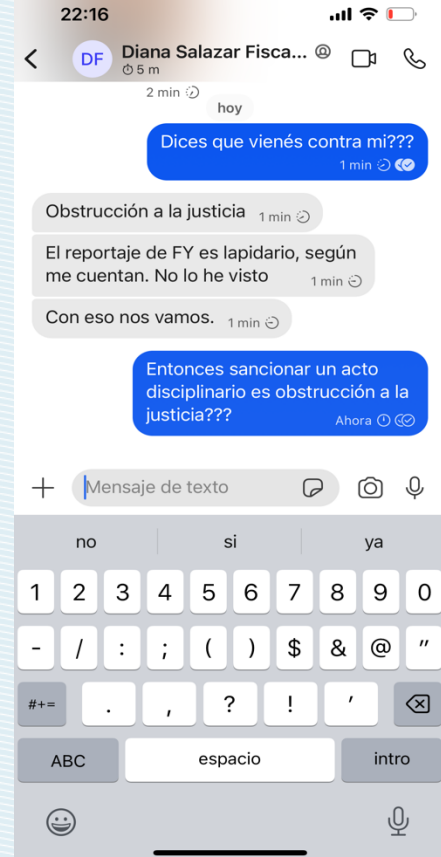 22:16
DF
Diana Salazar Fisca...
5 m
2 min
hoy
Dices que vienés contra mi???
1 min
Obstrucción a la justicia 1 min
El reportaje de FY es lapidario, según
me cuentan. No lo he visto 1 min
Con eso nos vamos. 1 min
Entonces sancionar un acto
disciplinario es obstrucción a la
justicia???
Ahora
Mensaje de texto
no si ya
1 2 3 4 5 6 7 8 9 0
- / : ; ( ) $ & @ "
#+= . , ? ! '
ABC espacio intro